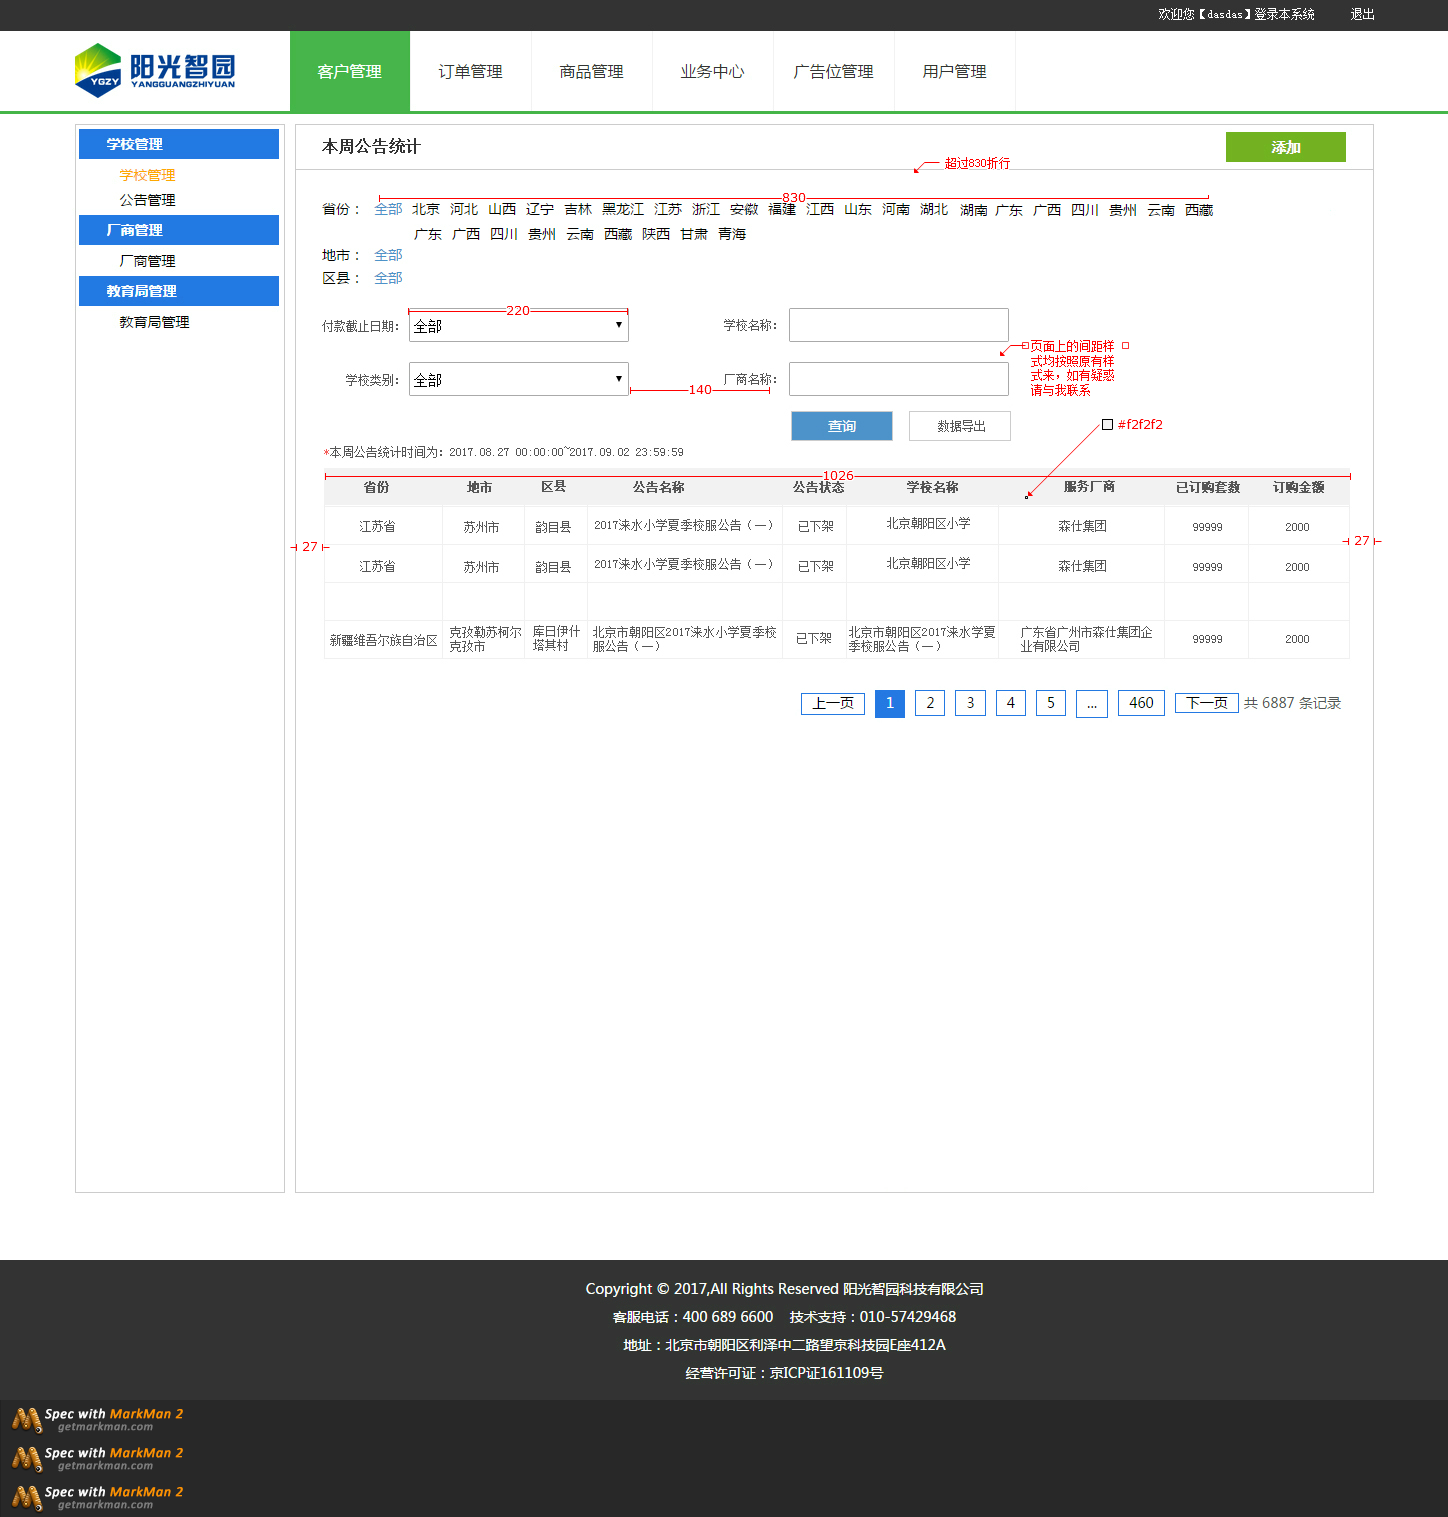 欢迎您【dasdas】登录本系统 退出
阳光智园
YGZY YANGGUANGZHIYUAN
客户管理 订单管理 商品管理 业务中心 广告位管理 用户管理
学校管理
学校管理
公告管理
厂商管理
厂商管理
教育局管理
教育局管理
本周公告统计 添加
超过830折行
830
省份： 全部 北京 河北 山西 辽宁 吉林 黑龙江 江苏 浙江 安徽 福建 江西 山东 河南 湖北 湖南 广东 广西 四川 贵州 云南 西藏
广东 广西 四川 贵州 云南 西藏 陕西 甘肃 青海
地市： 全部
区县： 全部
220
付款截止日期： 全部 学校名称：
页面上的间距样
式均按照原有样
式来，如有疑惑
请与我联系
学校类别： 全部 厂商名称：
140
查询 数据导出
#f2f2f2
*本周公告统计时间为：2017.08.27 00:00:00~2017.09.02 23:59:59
1026
省份 地市 区县 公告名称 公告状态 学校名称 服务厂商 已订购套数 订购金额
江苏省 苏州市 韵目县 2017涞水小学夏季校服公告（一） 已下架 北京朝阳区小学 森仕集团 99999 2000
27 27
江苏省 苏州市 韵目县 2017涞水小学夏季校服公告（一） 已下架 北京朝阳区小学 森仕集团 99999 2000
新疆维吾尔族自治区 克孜勒苏柯尔 库日伊什 北京市朝阳区2017涞水小学夏季校 已下架 北京市朝阳区2017涞水学夏 广东省广州市森仕集团企 99999 2000
克孜市 塔其村 服公告（一） 季校服公告（一） 业有限公司
上一页 1 2 3 4 5 ... 460 下一页 共 6887 条记录
Copyright © 2017,All Rights Reserved 阳光智园科技有限公司
客服电话：400 689 6600 技术支持：010-57429468
地址：北京市朝阳区利泽中二路望京科技园E座412A
经营许可证：京ICP证161109号
Spec with MarkMan 2
getmarkman.com
Spec with MarkMan 2
getmarkman.com
Spec with MarkMan 2
getmarkman.com